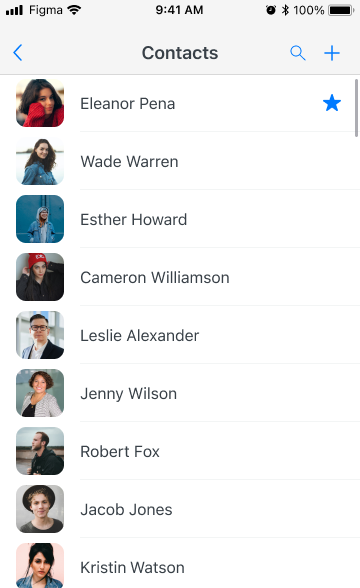 Figma 9:41 AM 100%
Contacts
Eleanor Pena
Wade Warren
Esther Howard
Cameron Williamson
Leslie Alexander
Jenny Wilson
Robert Fox
Jacob Jones
Kristin Watson